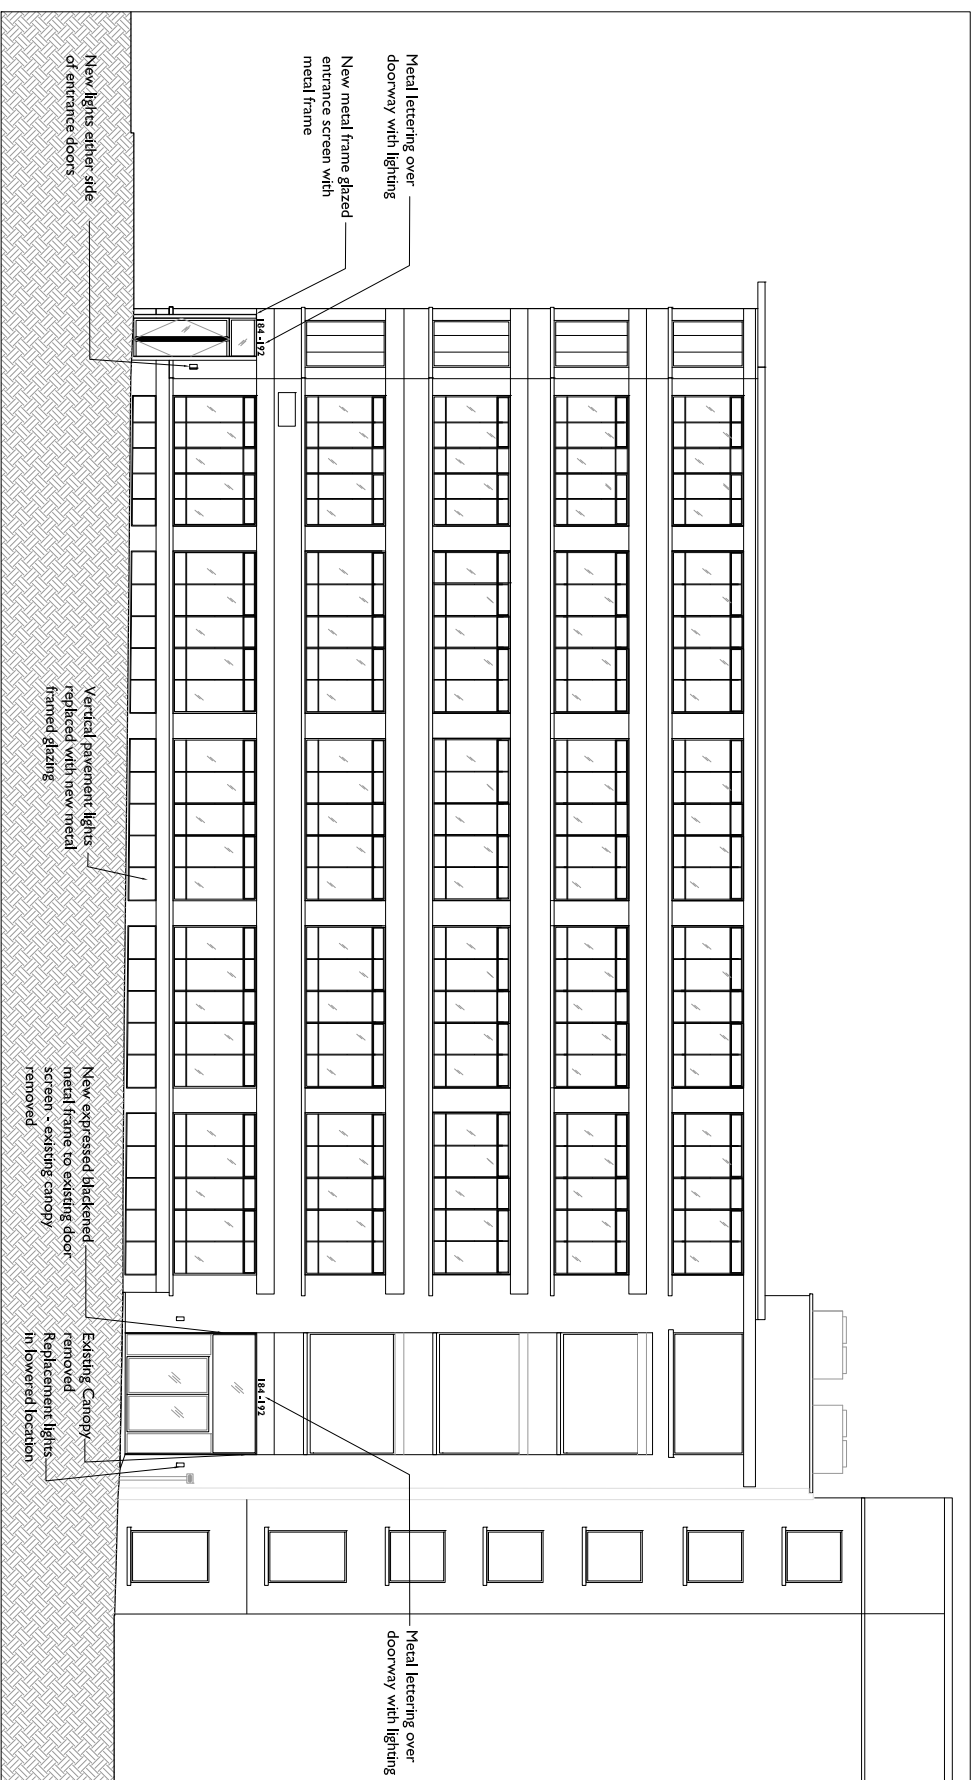 Metal lettering over
doorway with lighting
New metal frame glazed
entrance screen with
metal frame
New lights either side
of entrance doors
184 -192
Vertical pavement lights
replaced with new metal
framed glazing
New expressed blackened
metal frame to existing door
screen - existing canopy
removed
Existing Canopy
removed
Replacement lights
in lowered location
184 -192
Metal lettering over
doorway with lighting